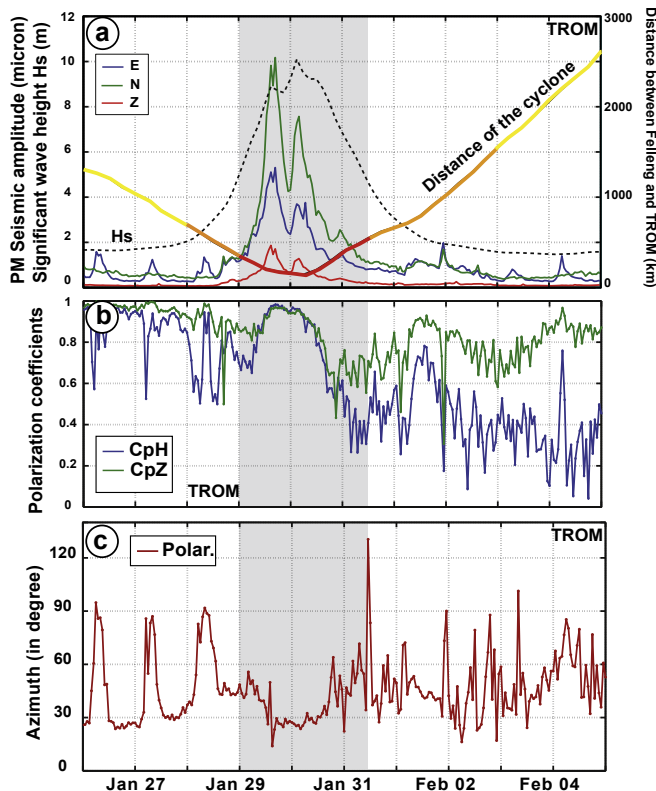 PM Seismic amplitude (micron)
Significant wave height Hs (m)
12
10
8
6
4
2
0
a
TROM
E
N
Z
Hs
Distance of the cyclone
3000
2000
1000
0
Distance between Felleng and TROM (km)
Polarization coefficients
1
0.8
0.6
0.4
0.2
0
b
CpH
CpZ
TROM
Azimuth (in degree)
120
90
60
30
0
c
Polar.
TROM
Jan 27
Jan 29
Jan 31
Feb 02
Feb 04